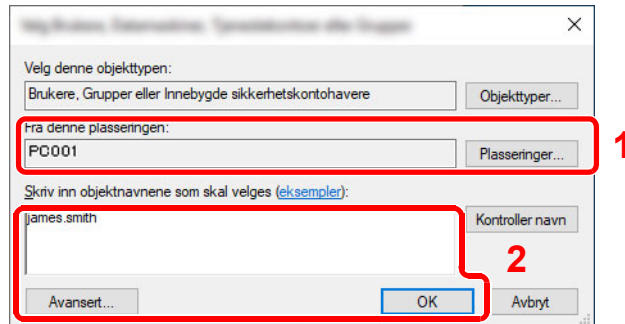 Velg denne objekttypen:
Brukere, Grupper eller Innebygde sikkerhetskontohavere
Objekttyper...
Fra denne plasseringen:
PC001
Plasseringer...
1
Skriv inn objektnavnene som skal velges (eksempler):
james.smith
Kontroller navn
2
Avansert...
OK
Avbryt